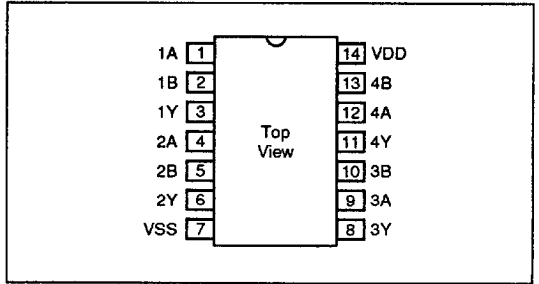 1A 1 14 VDD
1B 2 13 4B
1Y 3 12 4A
2A 4 11 4Y
Top
View
2B 5 10 3B
2Y 6 9 3A
VSS 7 8 3Y